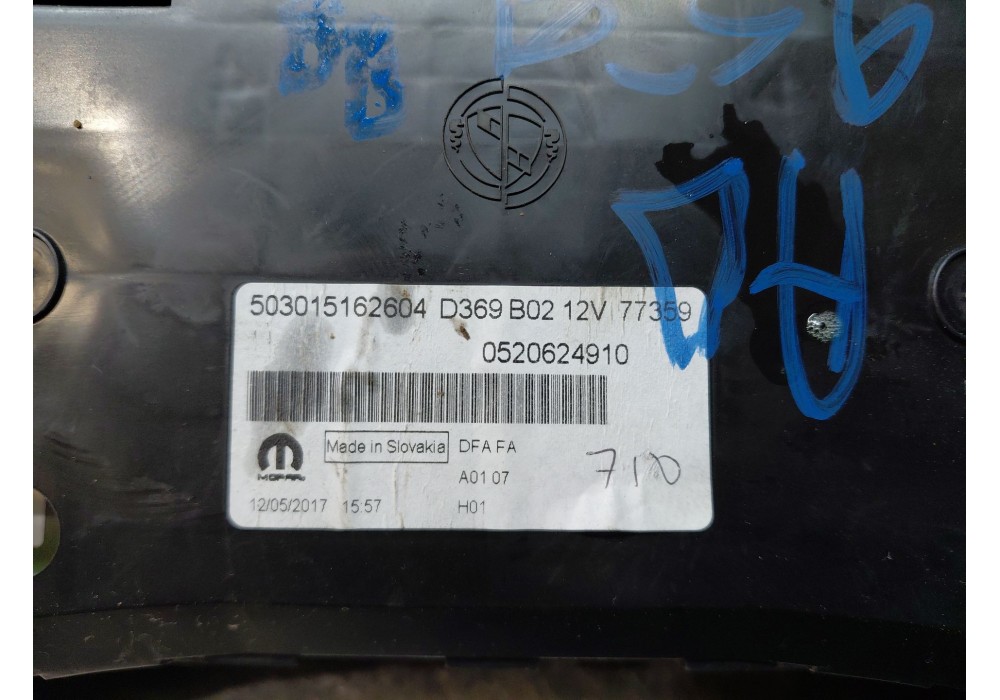 503015162604 D369 B02 12V 77359
0520624910
MOPAR
Made in Slovakia
DFA FA
A01 07
12/05/2017 15:57
H01
710